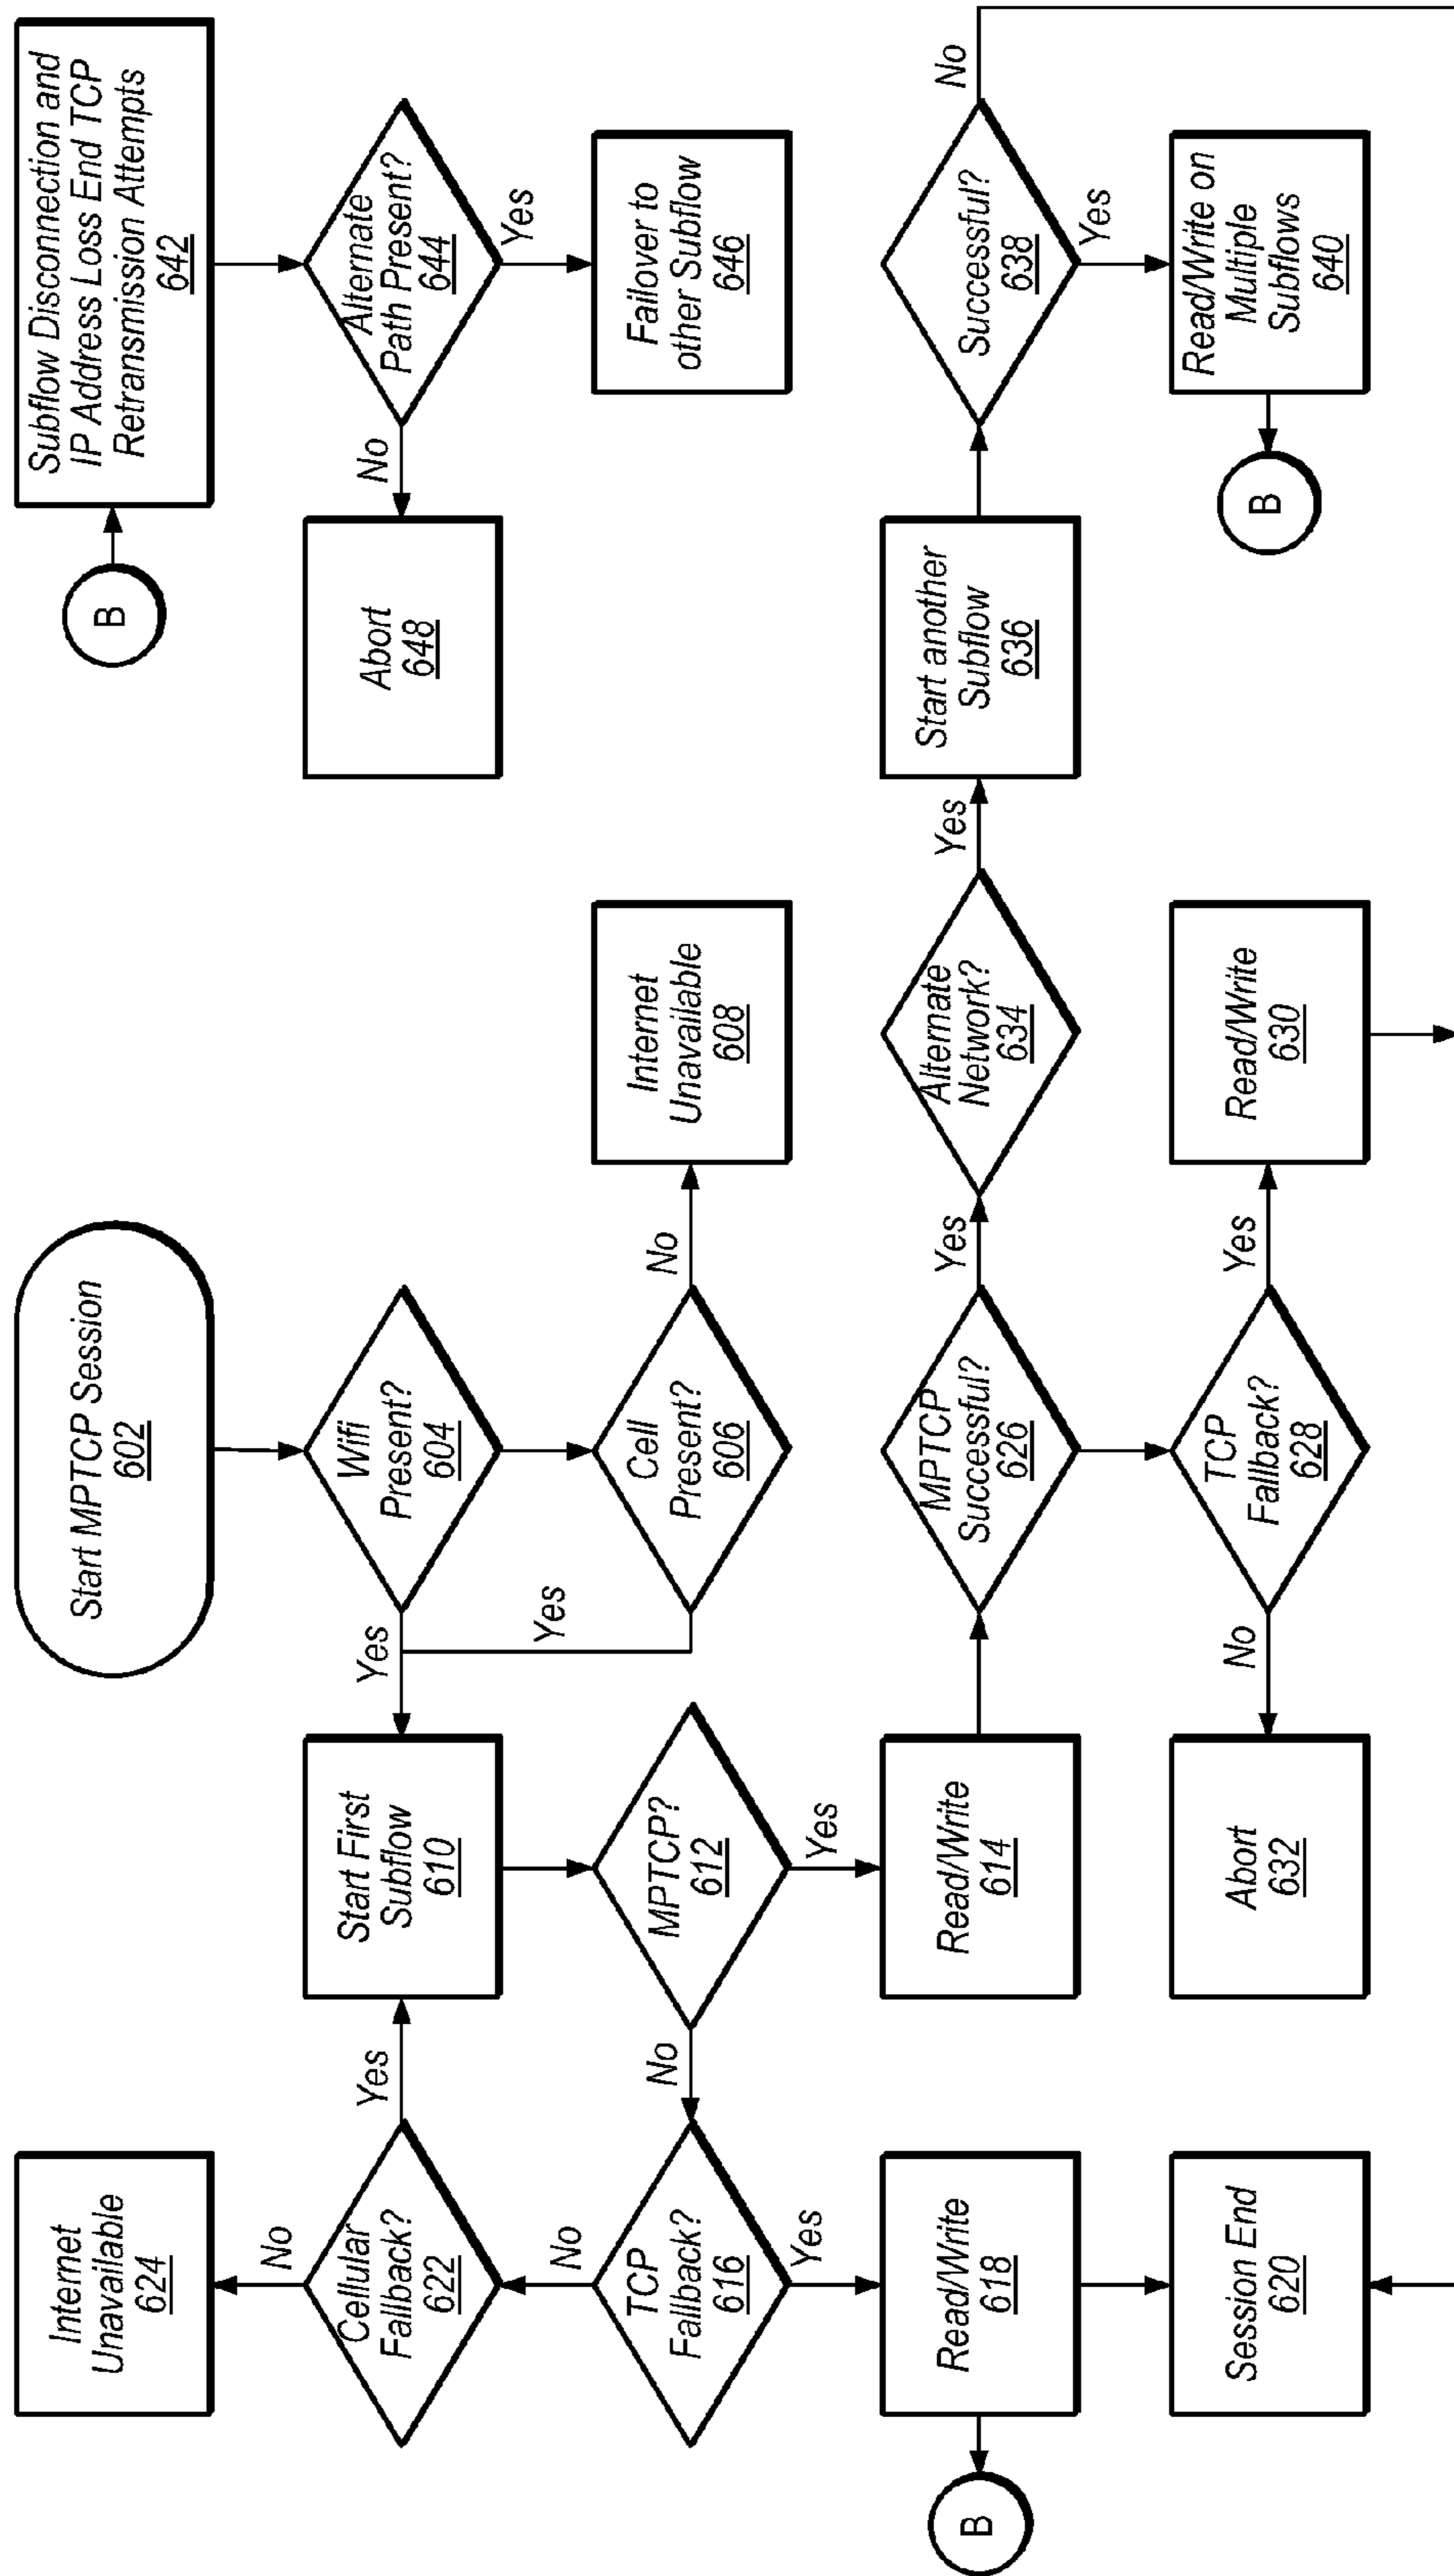 Start MPTCP Session
602
Wifi
Present?
604
Yes
Cell
Present?
606
Yes
No
Internet
Unavailable
608
Start First
Subflow
610
MPTCP?
612
Yes
No
Read/Write
614
TCP
Fallback?
616
Yes
No
Read/Write
618
B
Session End
620
Cellular
Fallback?
622
Yes
No
Internet
Unavailable
624
MPTCP
Successful?
626
Yes
TCP
Fallback?
628
Yes
No
Read/Write
630
Abort
632
Alternate
Network?
634
Yes
Start another
Subflow
636
Successful?
638
No
Yes
Read/Write on
Multiple
Subflows
640
B
B
Subflow Disconnection and
IP Address Loss End TCP
Retransmission Attempts
642
Alternate
Path Present?
644
Yes
No
Failover to
other Subflow
646
Abort
648